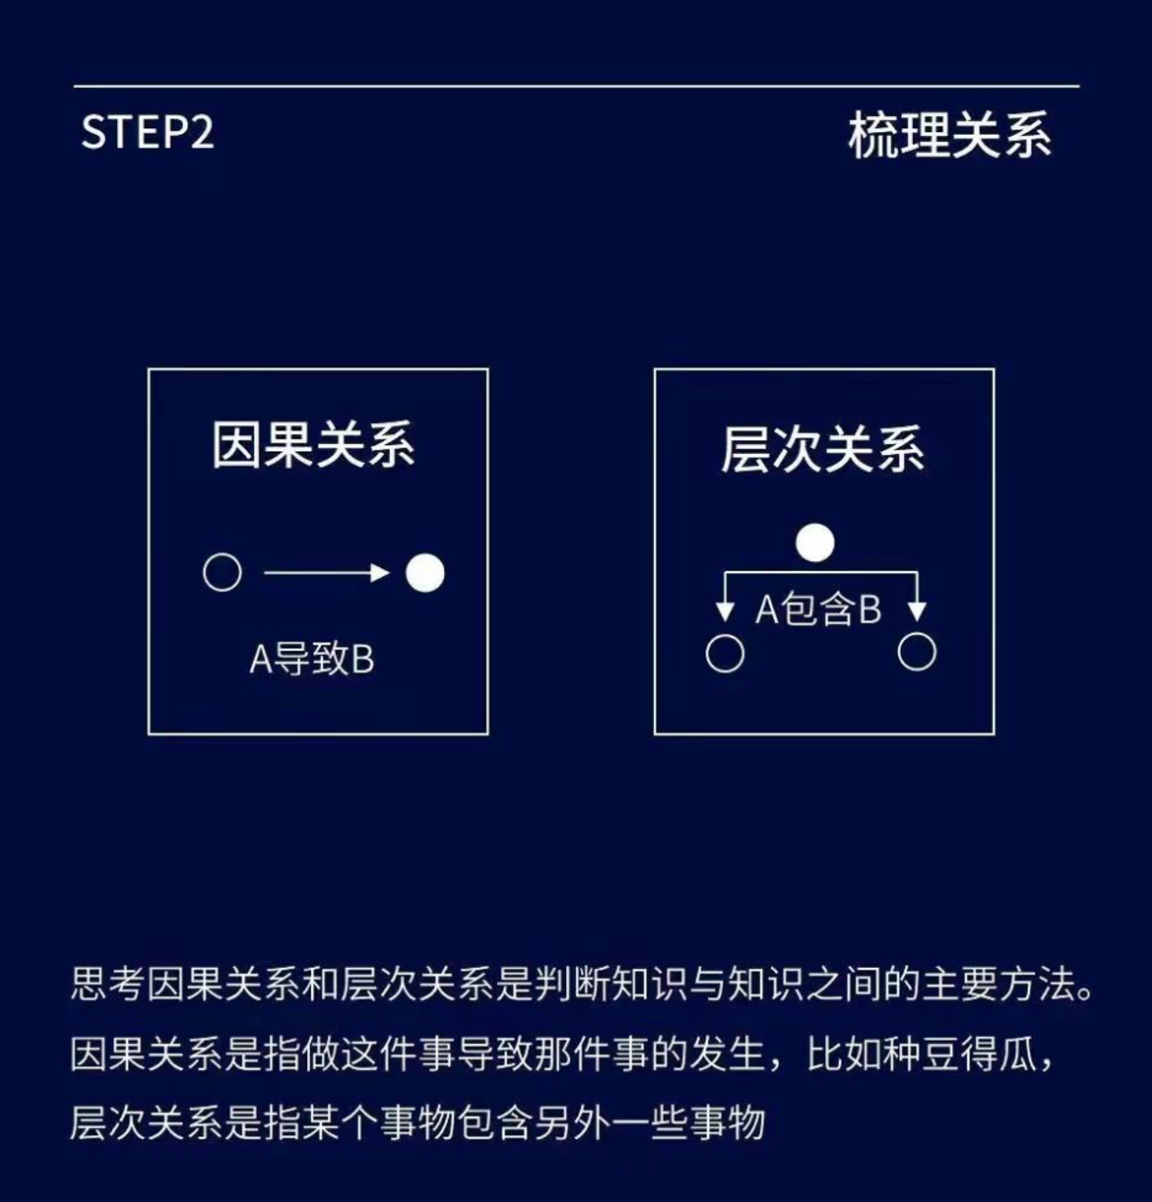 STEP2
梳理关系
因果关系
A导致B
层次关系
A包含B
思考因果关系和层次关系是判断知识与知识之间的主要方法。
因果关系是指做这件事导致那件事的发生，比如种豆得瓜，
层次关系是指某个事物包含另外一些事物